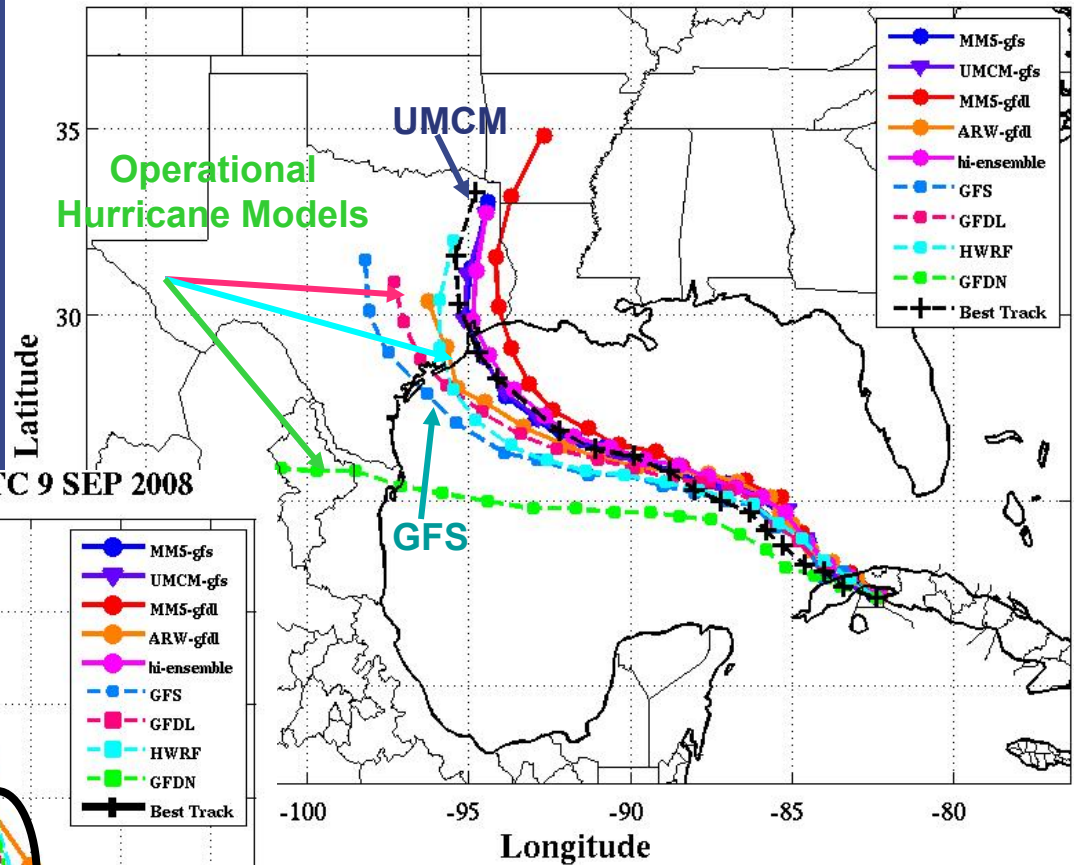 MM5-gfs
UMCM-gfs
MM5-gfdl
ARW-gfdl
hi-ensemble
GFS
GFDL
HWRF
GFDN
Best Track
UMCM
Operational
Hurricane Models
GFS
35
30
Latitude
TC 9 SEP 2008
MM5-gfs
UMCM-gfs
MM5-gfdl
ARW-gfdl
hi-ensemble
GFS
GFDL
HWRF
GFDN
Best Track
-100 -95 -90 -85 -80
Longitude